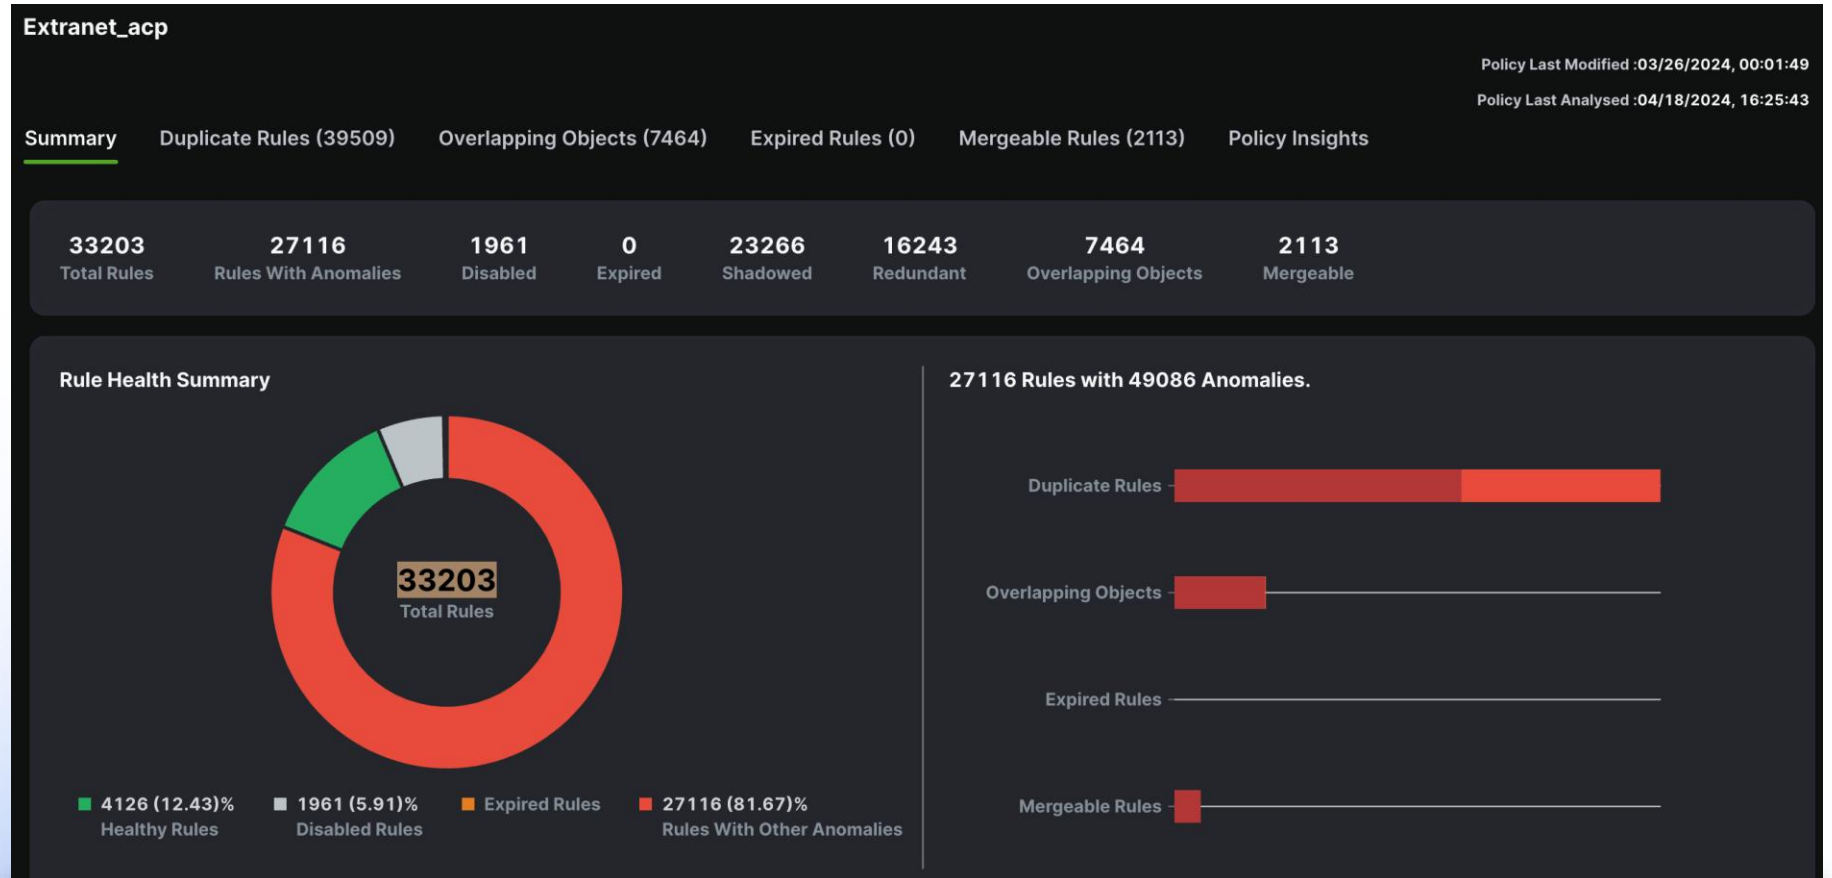 Extranet_acp
Policy Last Modified :03/26/2024, 00:01:49
Policy Last Analysed :04/18/2024, 16:25:43
Summary Duplicate Rules (39509) Overlapping Objects (7464) Expired Rules (0) Mergeable Rules (2113) Policy Insights
33203 27116 1961 0 23266 16243 7464 2113
Total Rules Rules With Anomalies Disabled Expired Shadowed Redundant Overlapping Objects Mergeable
Rule Health Summary
33203
Total Rules
4126 (12.43)% 1961 (5.91)% Expired Rules 27116 (81.67)%
Healthy Rules Disabled Rules Rules With Other Anomalies
27116 Rules with 49086 Anomalies.
Duplicate Rules
Overlapping Objects
Expired Rules
Mergeable Rules